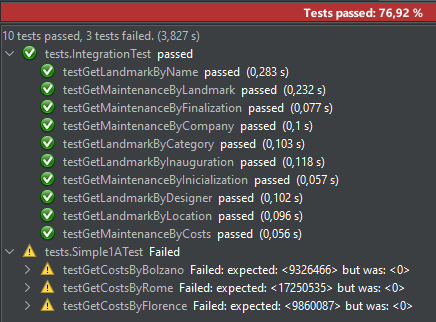 Tests passed: 76,92 %
10 tests passed, 3 tests failed. (3,827 s)
tests.IntegrationTest passed
testGetLandmarkByName passed (0,283 s)
testGetMaintenanceByLandmark passed (0,232 s)
testGetMaintenanceByFinalization passed (0,077 s)
testGetMaintenanceByCompany passed (0,1 s)
testGetLandmarkByCategory passed (0,103 s)
testGetLandmarkByInauguration passed (0,118 s)
testGetMaintenanceByInicialization passed (0,057 s)
testGetLandmarkByDesigner passed (0,102 s)
testGetLandmarkByLocation passed (0,096 s)
testGetMaintenanceByCosts passed (0,056 s)
tests.Simple1ATest Failed
testGetCostsByBolzano Failed: expected: <9326466> but was: <0>
testGetCostsByRome Failed: expected: <17250535> but was: <0>
testGetCostsByFlorence Failed: expected: <9860087> but was: <0>